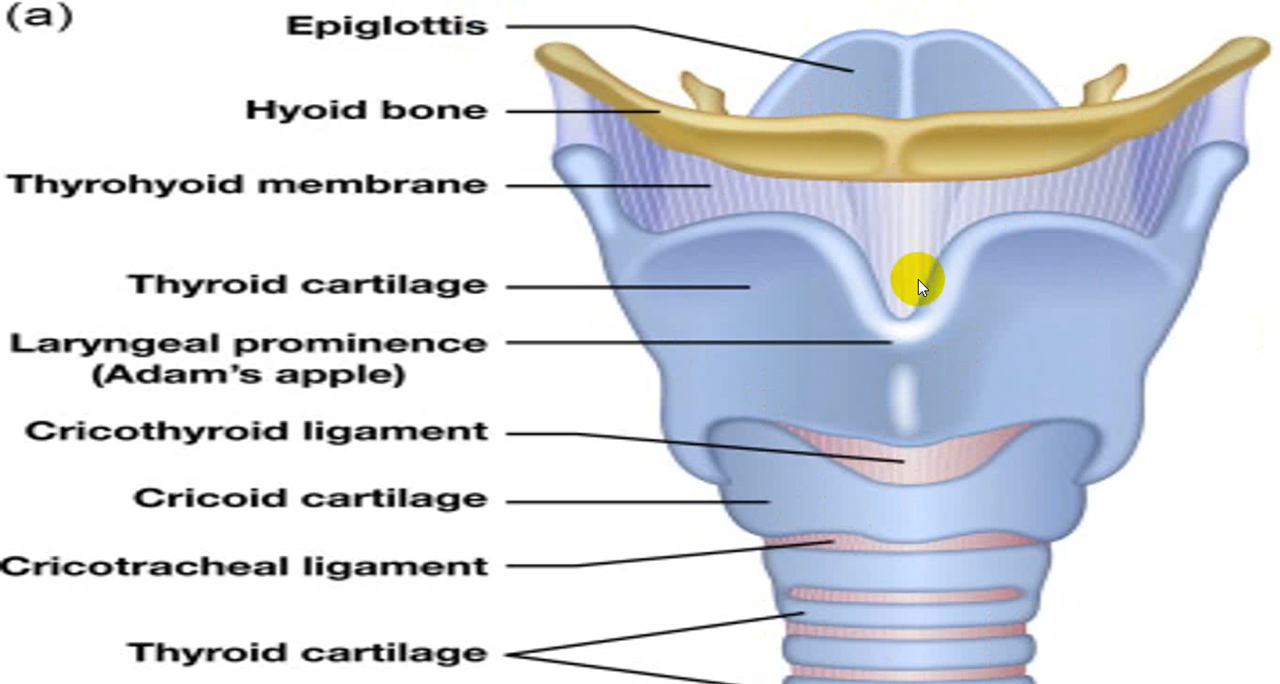 (a)
Epiglottis
Hyoid bone
Thyrohyoid membrane
Thyroid cartilage
Laryngeal prominence
(Adam's apple)
Cricothyroid ligament
Cricoid cartilage
Cricotracheal ligament
Thyroid cartilage